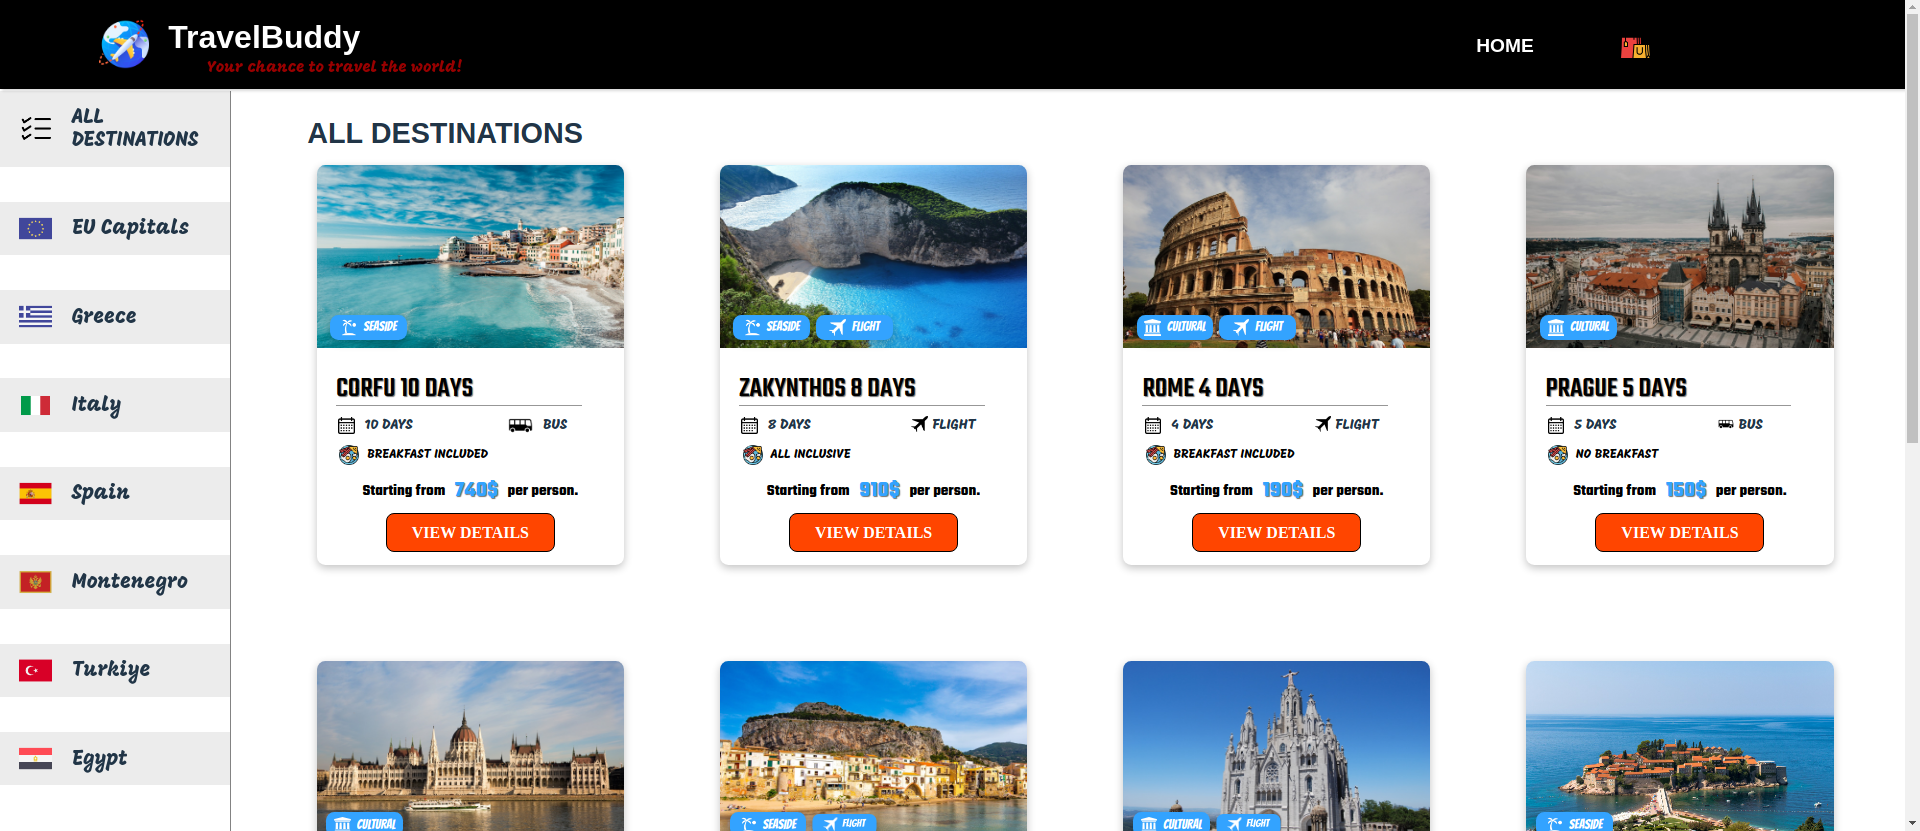 TravelBuddy
Your chance to travel the world!
HOME
ALL
DESTINATIONS
EU Capitals
Greece
Italy
Spain
Montenegro
Turkiye
Egypt
ALL DESTINATIONS
SEASIDE
CORFU 10 DAYS
10 DAYS BUS
BREAKFAST INCLUDED
Starting from 740$ per person.
VIEW DETAILS
SEASIDE FLIGHT
ZAKYNTHOS 8 DAYS
8 DAYS FLIGHT
ALL INCLUSIVE
Starting from 910$ per person.
VIEW DETAILS
CULTURAL FLIGHT
ROME 4 DAYS
4 DAYS FLIGHT
BREAKFAST INCLUDED
Starting from 190$ per person.
VIEW DETAILS
CULTURAL
PRAGUE 5 DAYS
5 DAYS BUS
NO BREAKFAST
Starting from 150$ per person.
VIEW DETAILS
CULTURAL
SEASIDE FLIGHT
CULTURAL FLIGHT
SEASIDE